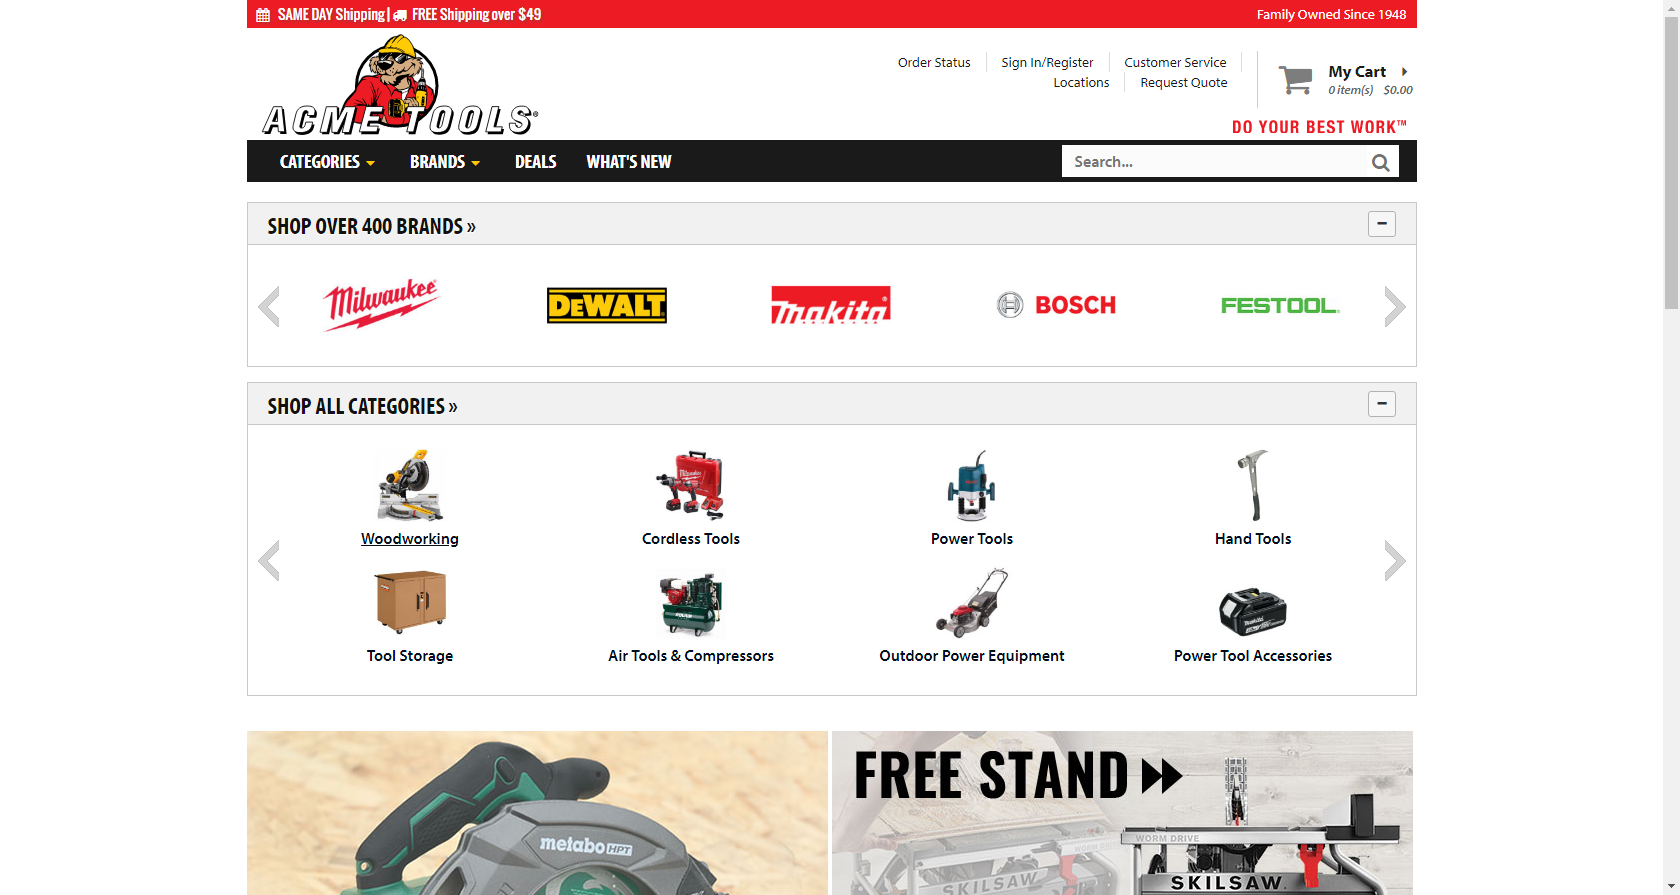 SAME DAY Shipping | FREE Shipping over $49
Family Owned Since 1948
ACME TOOLS
Order Status
Sign In/Register
Customer Service
Locations
Request Quote
My Cart
0 item(s) $0.00
DO YOUR BEST WORK™
CATEGORIES
BRANDS
DEALS
WHAT'S NEW
Search...
SHOP OVER 400 BRANDS »
Milwaukee
DEWALT
Makita
BOSCH
FESTOOL
SHOP ALL CATEGORIES »
Woodworking
Cordless Tools
Power Tools
Hand Tools
Tool Storage
Air Tools & Compressors
Outdoor Power Equipment
Power Tool Accessories
metabo HPT
FREE STAND
WORM DRIVE
SKILSAW
WORM DRIVE
SKILSAW